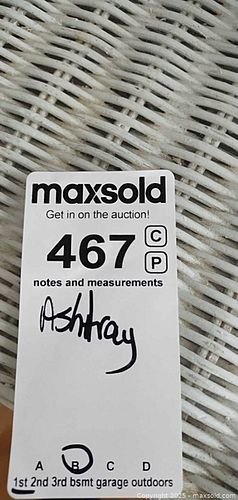 maxsold
Get in on the auction!
467 C
P
notes and measurements
Ashtray
A B C D
1st 2nd 3rd bsmt garage outdoors
Copyright 2025 - maxsold.com